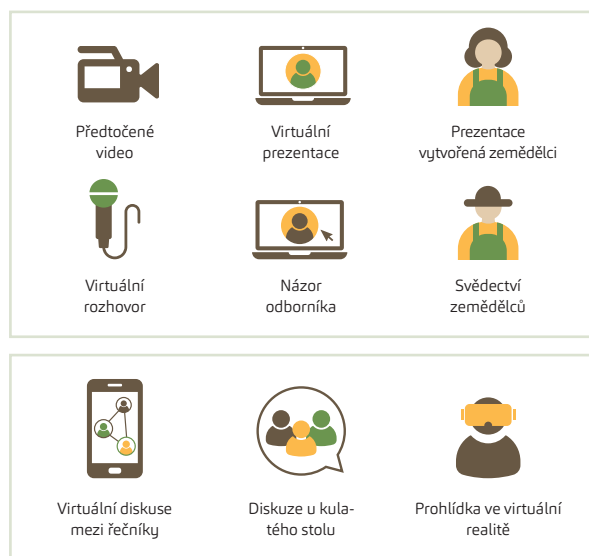 Předtočené
video
Virtuální
prezentace
Prezentace
vytvořená zemědělci
Virtuální
rozhovor
Názor
odborníka
Svědectví
zemědělců
Virtuální diskuse
mezi řečníky
Diskuze u kula-
tého stolu
Prohlídka ve virtuální
realitě